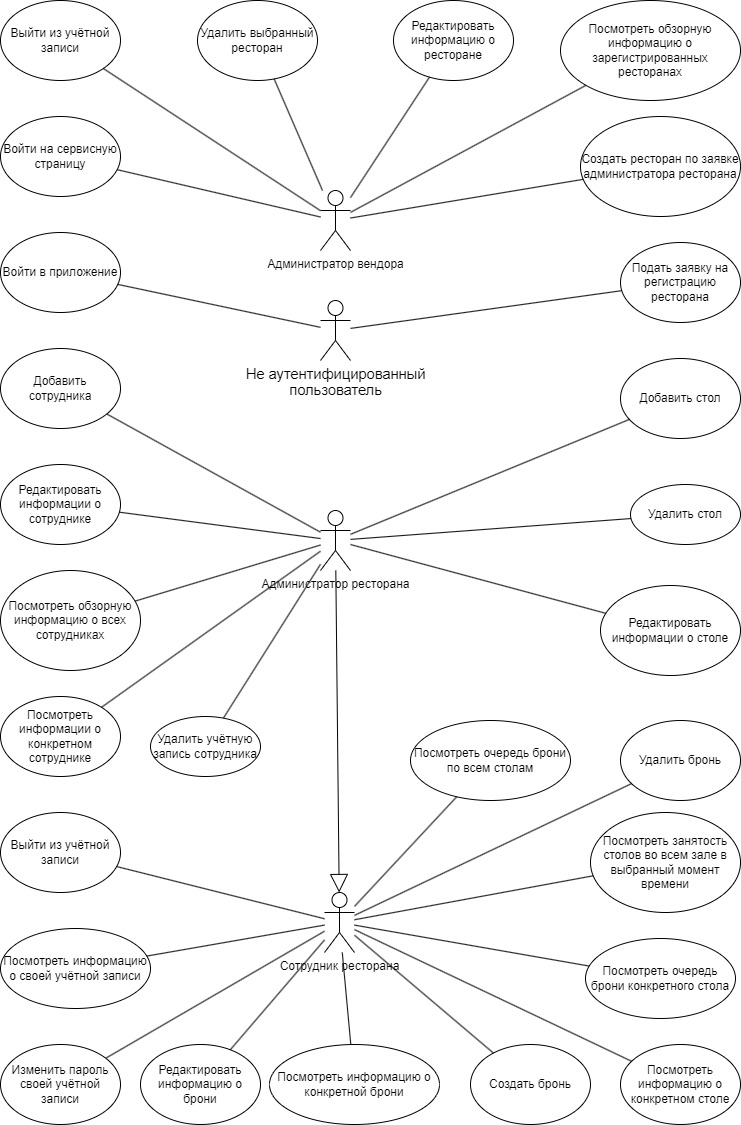 Выйти из учётной
записи
Удалить выбранный
ресторан
Редактировать
информацию о
ресторане
Посмотреть обзорную
информацию о
зарегистрированных
ресторанах
Войти на сервисную
страницу
Создать ресторан по заявке
администратора ресторана
Администратор вендора
Войти в приложение
Подать заявку на
регистрацию
ресторана
Не аутентифицированный
пользователь
Добавить
сотрудника
Добавить стол
Редактировать
информации о
сотруднике
Удалить стол
Администратор ресторана
Посмотреть обзорную
информацию о всех
сотрудниках
Редактировать
информации о столе
Посмотреть
информации о
конкретном
сотруднике
Удалить учётную
запись сотрудника
Посмотреть очередь брони
по всем столам
Удалить бронь
Выйти из учётной
записи
Посмотреть занятость
столов во всем зале в
выбранный момент
времени
Сотрудник ресторана
Посмотреть информацию
о своей учётной записи
Посмотреть очередь
брони конкретного стола
Изменить пароль
своей учётной
записи
Редактировать
информацию о
брони
Посмотреть информацию о
конкретной брони
Создать бронь
Посмотреть
информацию о
конкретном столе